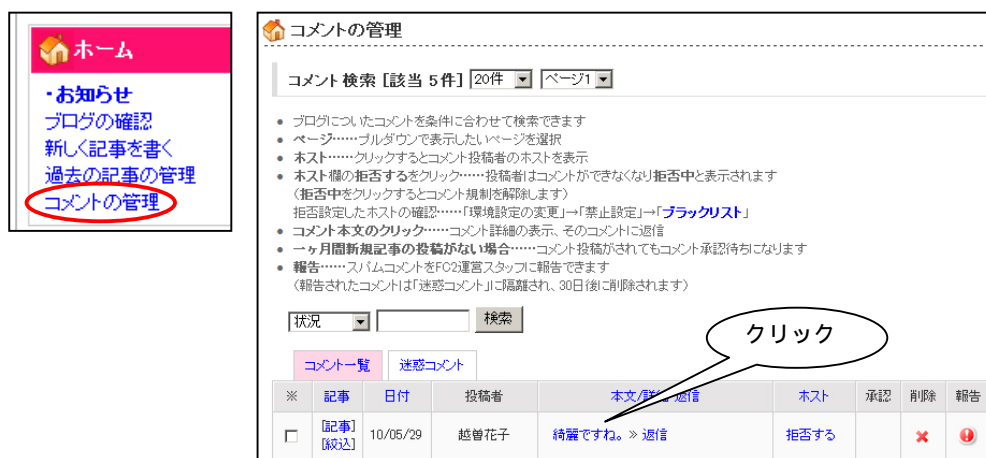 ホーム
・お知らせ
ブログの確認
新しく記事を書く
過去の記事の管理
コメントの管理
コメントの管理
コメント検索 [該当 5件] 20件 ページ1
ブログについたコメントを条件に合わせて検索できます
ページ……プルダウンで表示したいページを選択
ホスト……クリックするとコメント投稿者のホストを表示
ホスト欄の拒否するをクリック……投稿者はコメントができなくなり拒否中と表示されます
（拒否中をクリックするとコメント規制を解除します）
拒否設定したホストの確認……「環境設定の変更」→「禁止設定」→「ブラックリスト」
コメント本文のクリック……コメント詳細の表示、そのコメントに返信
一ヶ月間新規記事の投稿がない場合……コメント投稿がされてもコメント承認待ちになります
報告……スパムコメントをFC2運営スタッフに報告できます
（報告されたコメントは「迷惑コメント」に隔離され、30日後に削除されます）
状況 検索
クリック
コメント一覧 迷惑コメント
※ 記事 日付 投稿者 本文/詳細 返信 ホスト 承認 削除 報告
[記事]
[絞込] 10/05/29 越曽花子 綺麗ですね。 » 返信 拒否する